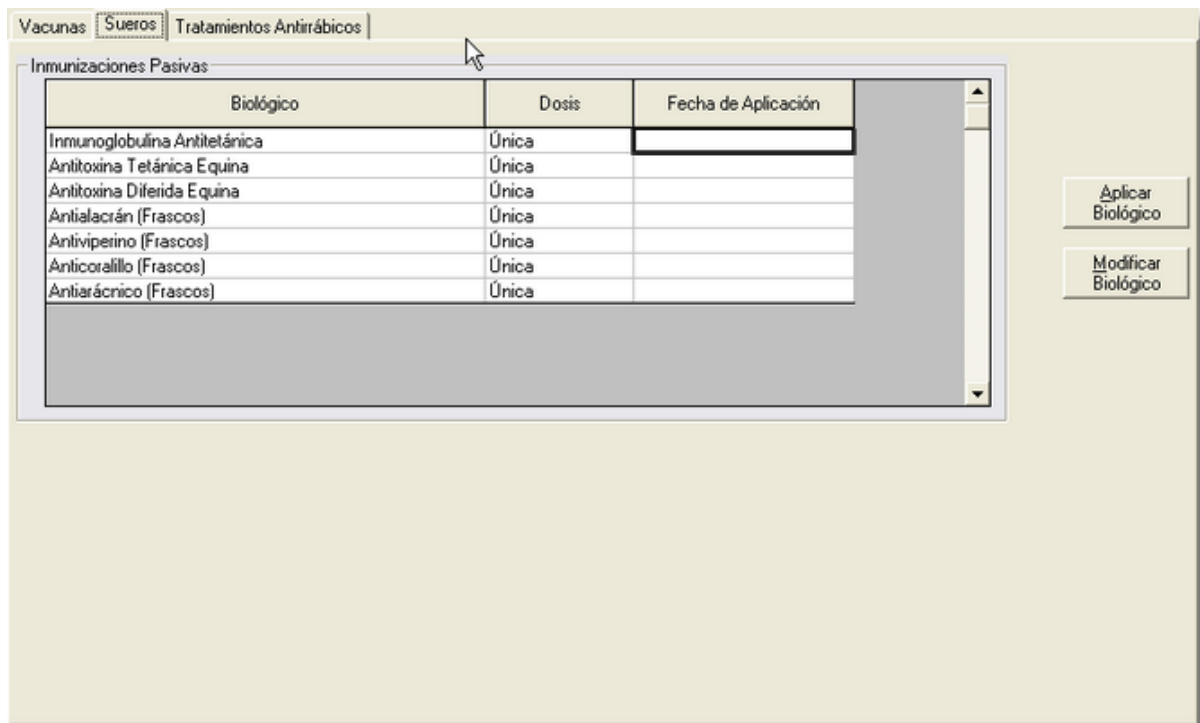 Vacunas Sueros Tratamientos Antirrábicos
Inmunizaciones Pasivas
Biológico Dosis Fecha de Aplicación
Inmunoglobulina Antitetánica Única
Antitoxina Tetánica Equina Única
Antitoxina Diferida Equina Única
Antialacrán (Frascos) Única
Antiviperino (Frascos) Única
Anticoralillo (Frascos) Única
Antiarácnico (Frascos) Única
Aplicar
Biológico
Modificar
Biológico